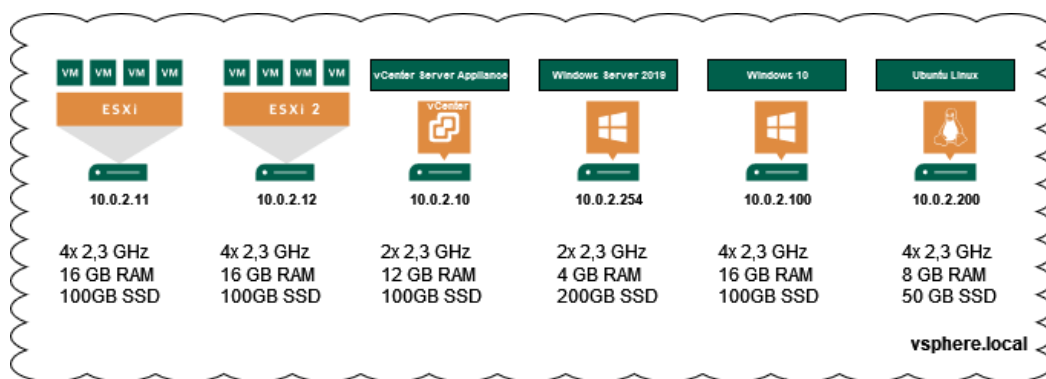 VM VM VM VM
ESXi
10.0.2.11
4x 2,3 GHz
16 GB RAM
100GB SSD
VM VM VM VM
ESXi 2
10.0.2.12
4x 2,3 GHz
16 GB RAM
100GB SSD
vCenter Server Appliance
vCenter
10.0.2.10
2x 2,3 GHz
12 GB RAM
100GB SSD
Windows Server 2019
10.0.2.254
2x 2,3 GHz
4 GB RAM
200GB SSD
Windows 10
10.0.2.100
4x 2,3 GHz
16 GB RAM
100GB SSD
Ubuntu Linux
10.0.2.200
4x 2,3 GHz
8 GB RAM
50 GB SSD
vsphere.local